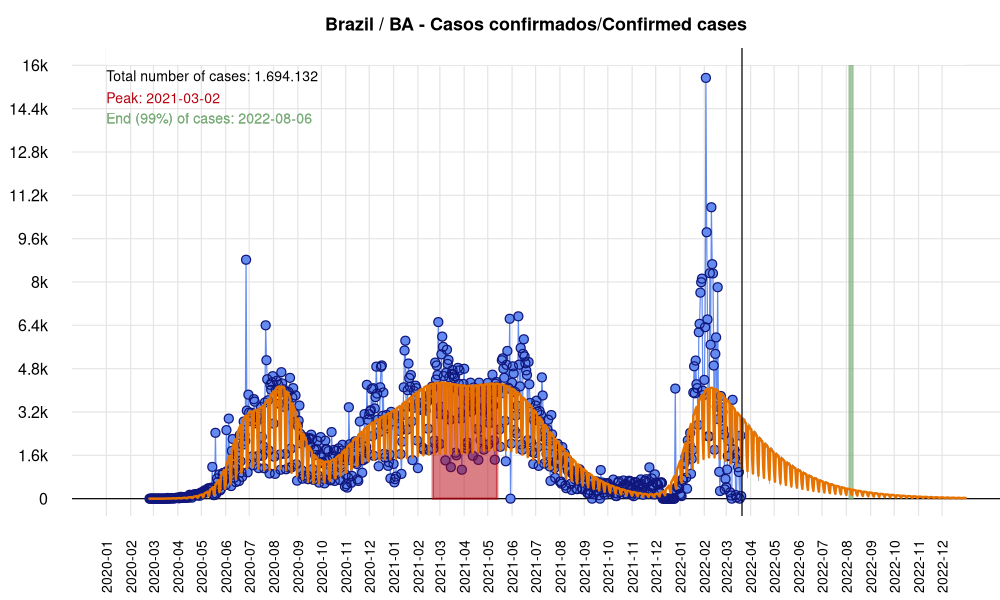 Brazil / BA - Casos confirmados/Confirmed cases
Total number of cases: 1.694.132
Peak: 2021-03-02
End (99%) of cases: 2022-08-06
16k
14.4k
12.8k
11.2k
9.6k
8k
6.4k
4.8k
3.2k
1.6k
0
2020-01
2020-02
2020-03
2020-04
2020-05
2020-06
2020-07
2020-08
2020-09
2020-10
2020-11
2020-12
2021-01
2021-02
2021-03
2021-04
2021-05
2021-06
2021-07
2021-08
2021-09
2021-10
2021-11
2021-12
2022-01
2022-02
2022-03
2022-04
2022-05
2022-06
2022-07
2022-08
2022-09
2022-10
2022-11
2022-12